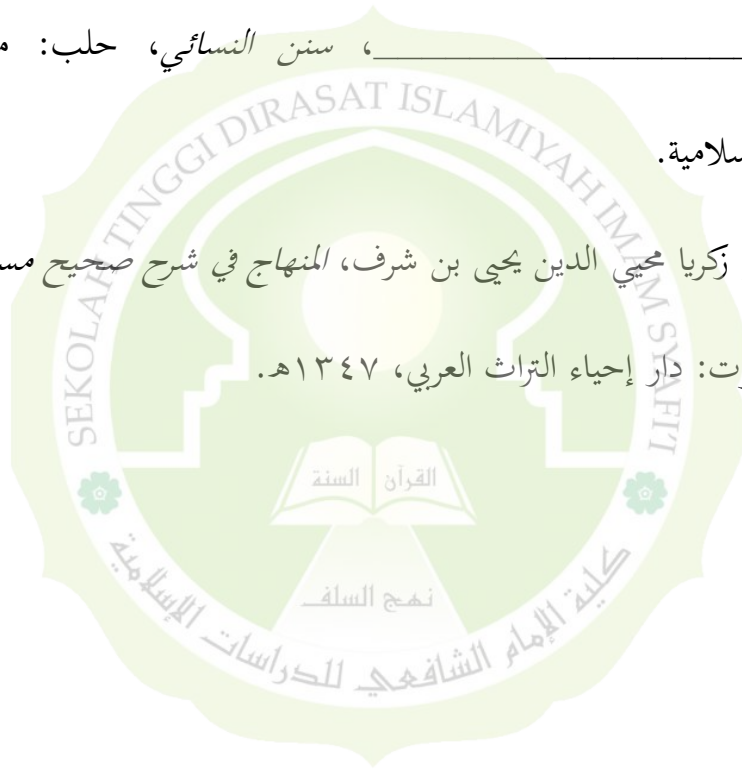 ــــــــــــــــــــــــــــــ، سنن النسائي، حلب:
سلامية.
زكريا محيي الدين يحيى بن شرف، المنهاج في شرح صحيح
ت: دار إحياء التراث العربي، ١٣٤٧هـ.
SEKOLAH TINGGI DIRASAT ISLAMIYAH IMAM SYAFI'I
القرآن السنة
نهج السلف
كلية الإمام الشافعي للدراسات الإسلامية